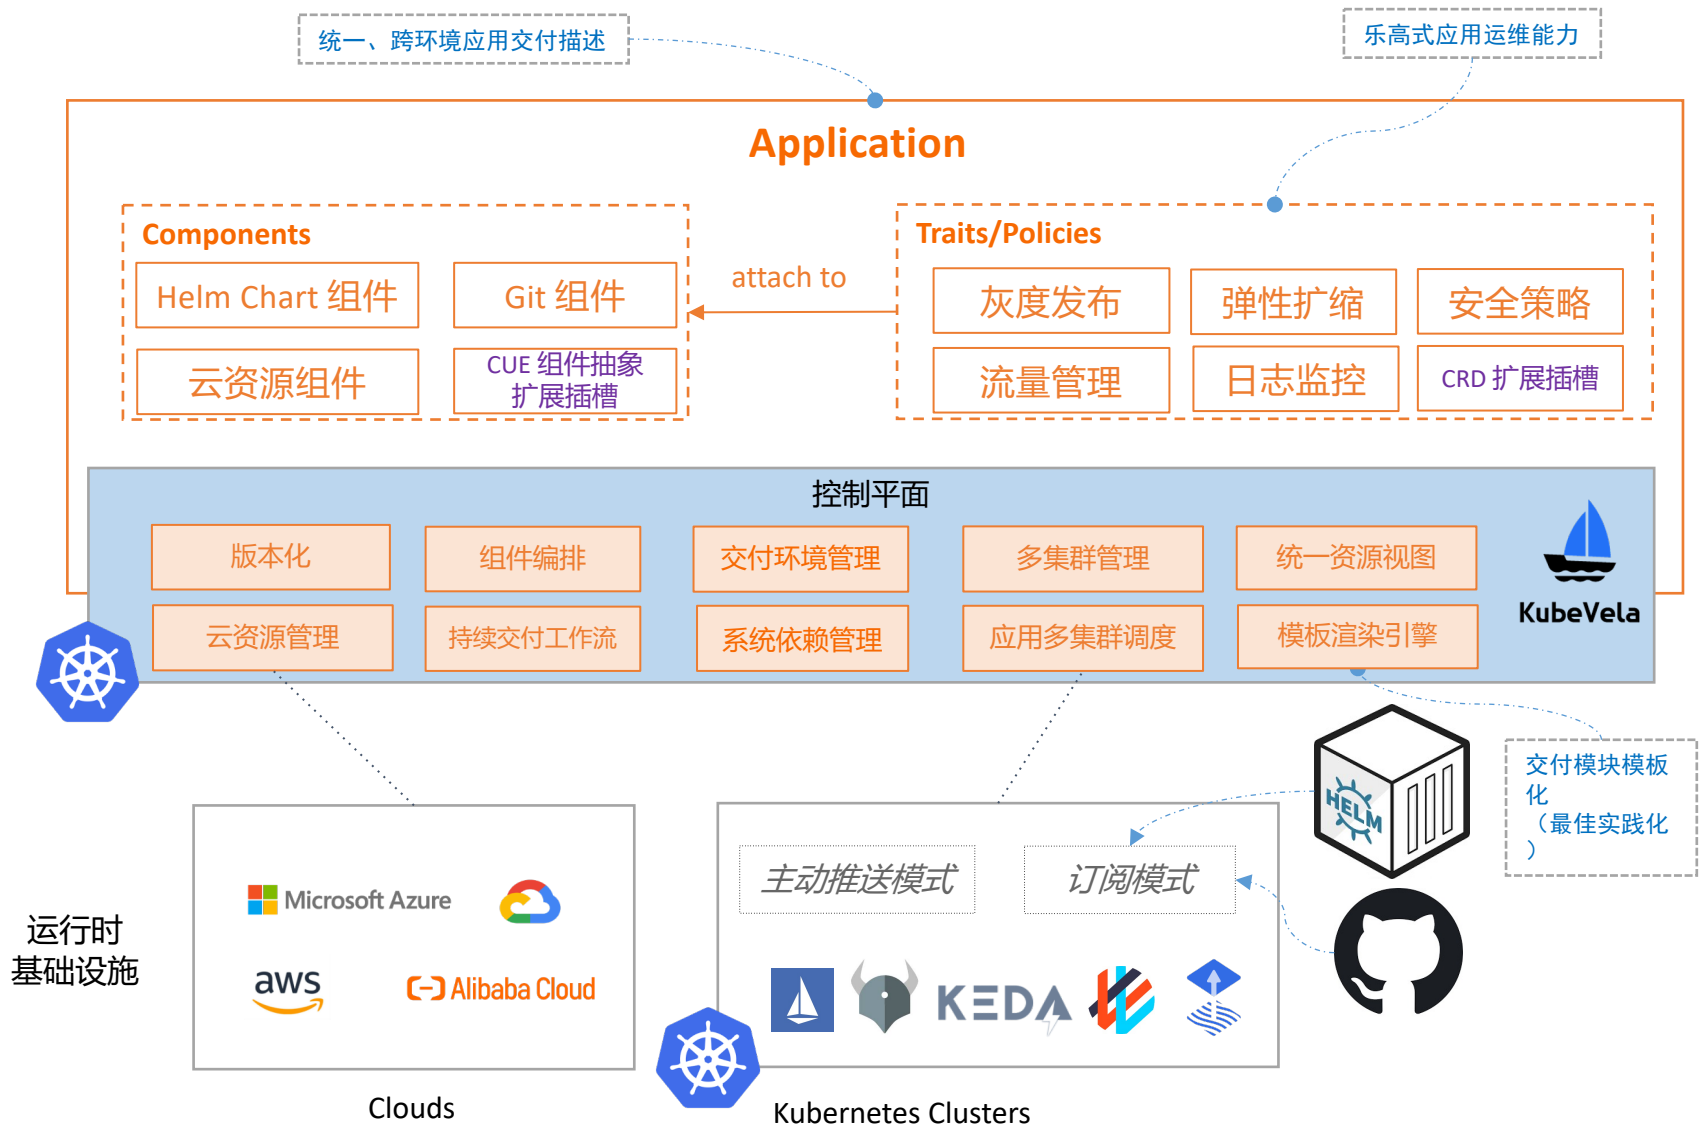 统一、跨环境应用交付描述
乐高式应用运维能力
Application
Components
Helm Chart 组件
Git 组件
云资源组件
CUE 组件抽象
扩展插槽
attach to
Traits/Policies
灰度发布
弹性扩缩
安全策略
流量管理
日志监控
CRD 扩展插槽
控制平面
版本化
组件编排
交付环境管理
多集群管理
统一资源视图
云资源管理
持续交付工作流
系统依赖管理
应用多集群调度
模板渲染引擎
KubeVela
交付模块模板
化
（最佳实践化
）
HELM
主动推送模式
订阅模式
运行时
基础设施
Microsoft Azure
aws
Alibaba Cloud
KEDA
Clouds
Kubernetes Clusters